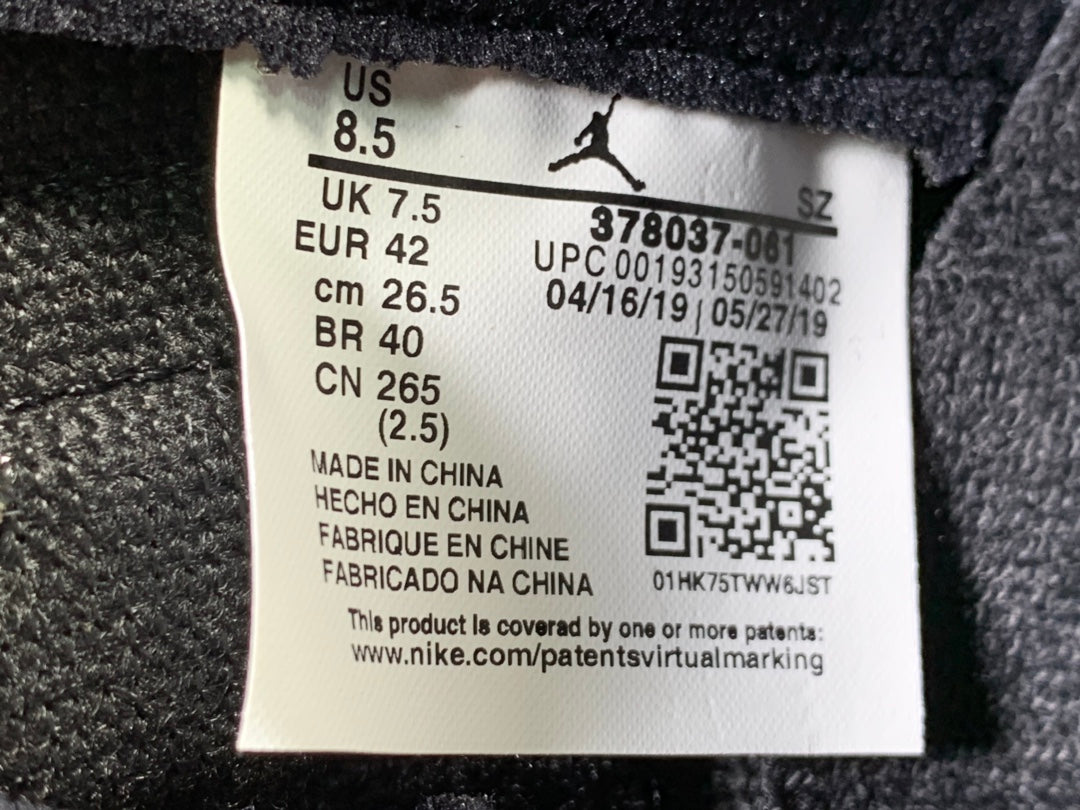 US
8.5
SZ
UK 7.5
378037-061
EUR 42
UPC 00193150591402
cm 26.5
04/16/19 | 05/27/19
BR 40
CN 265
(2.5)
MADE IN CHINA
HECHO EN CHINA
FABRIQUE EN CHINE
FABRICADO NA CHINA
01HK75TWW6JST
This product is coverad by one or more patents:
www.nike.com/patentsvirtualmarking